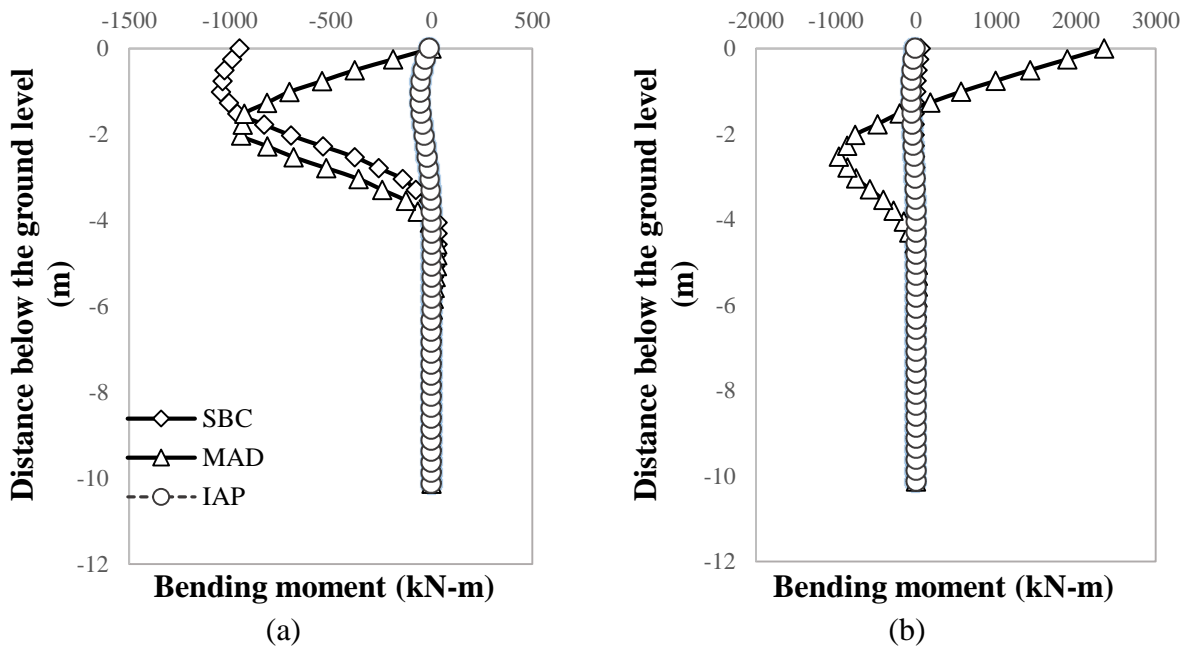 -1500 -1000 -500 0 500
0
-2
-4
-6
-8
-10
-12
Distance below the ground level
(m)
SBC
MAD
IAP
Bending moment (kN-m)
(a)
-2000 -1000 0 1000 2000 3000
0
-2
-4
-6
-8
-10
-12
Distance below the ground level
(m)
Bending moment (kN-m)
(b)